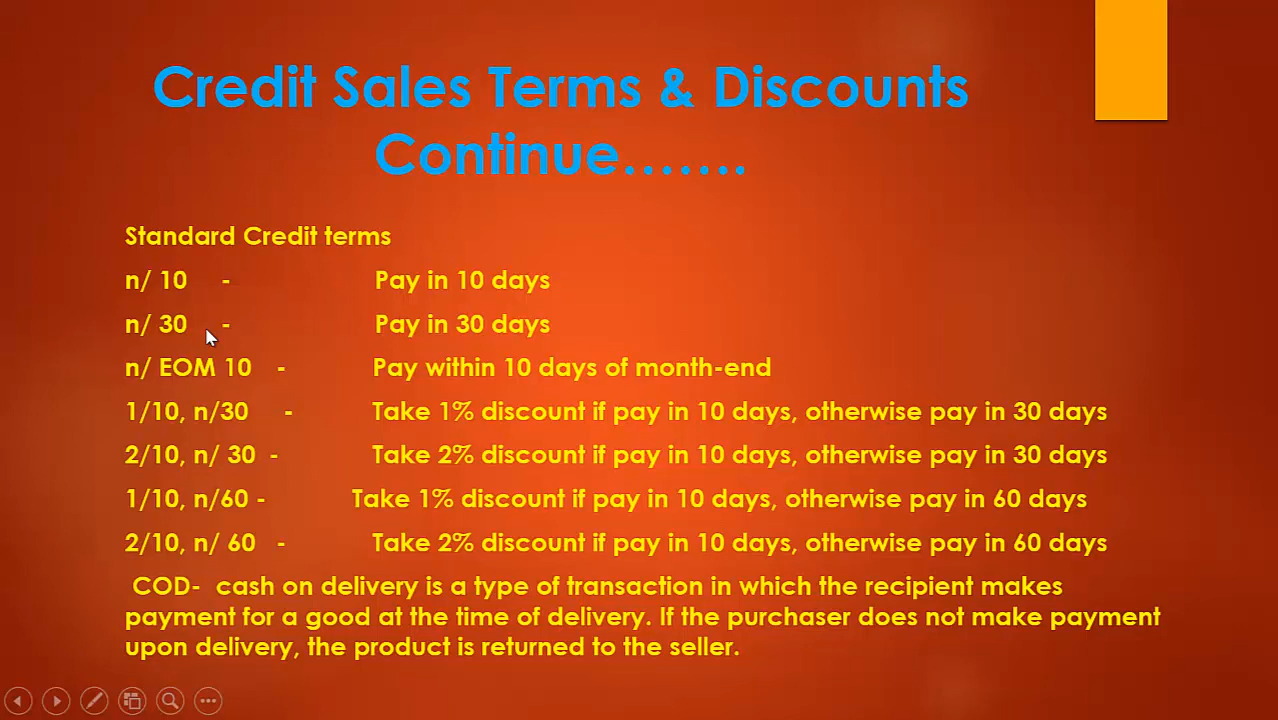 Credit Sales Terms & Discounts
Continue.......
Standard Credit terms
n/ 10 - Pay in 10 days
n/ 30 - Pay in 30 days
n/ EOM 10 - Pay within 10 days of month-end
1/10, n/30 - Take 1% discount if pay in 10 days, otherwise pay in 30 days
2/10, n/ 30 - Take 2% discount if pay in 10 days, otherwise pay in 30 days
1/10, n/60 - Take 1% discount if pay in 10 days, otherwise pay in 60 days
2/10, n/ 60 - Take 2% discount if pay in 10 days, otherwise pay in 60 days
COD- cash on delivery is a type of transaction in which the recipient makes
payment for a good at the time of delivery. If the purchaser does not make payment
upon delivery, the product is returned to the seller.